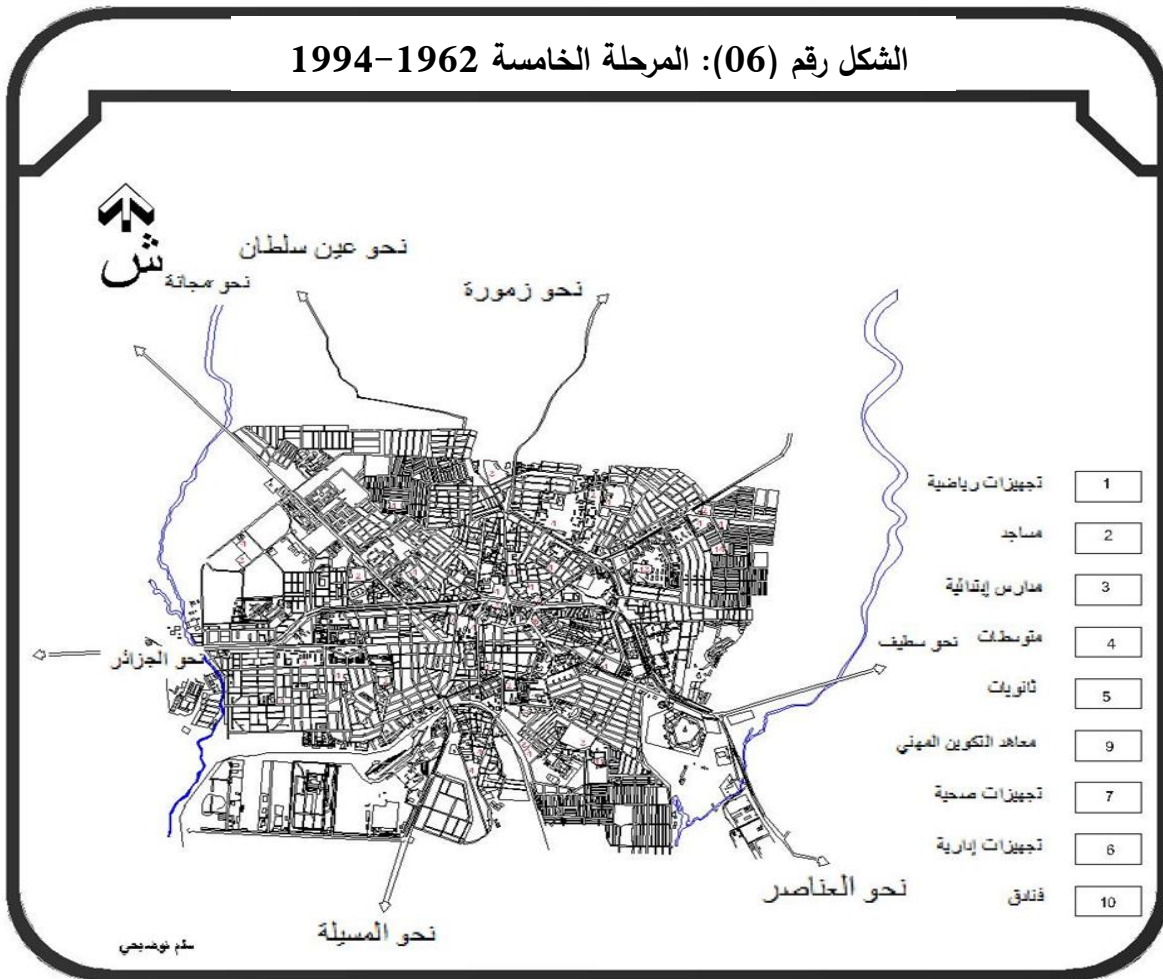 الشكل رقم (06): المرحلة الخامسة 1962-1994
ش
نحو عين سلطان
نحو مجانة
نحو زمورة
تجهيزات رياضية 1
مساجد 2
مدارس إبتدائية 3
متوسطات 4
نحو سطيف
نحو الجزائر
ثانويات 5
معاهد التكوين المهني 9
تجهيزات صحية 7
تجهيزات إدارية 6
فنادق 10
نحو العناصر
نحو المسيلة
سلم توضيحي